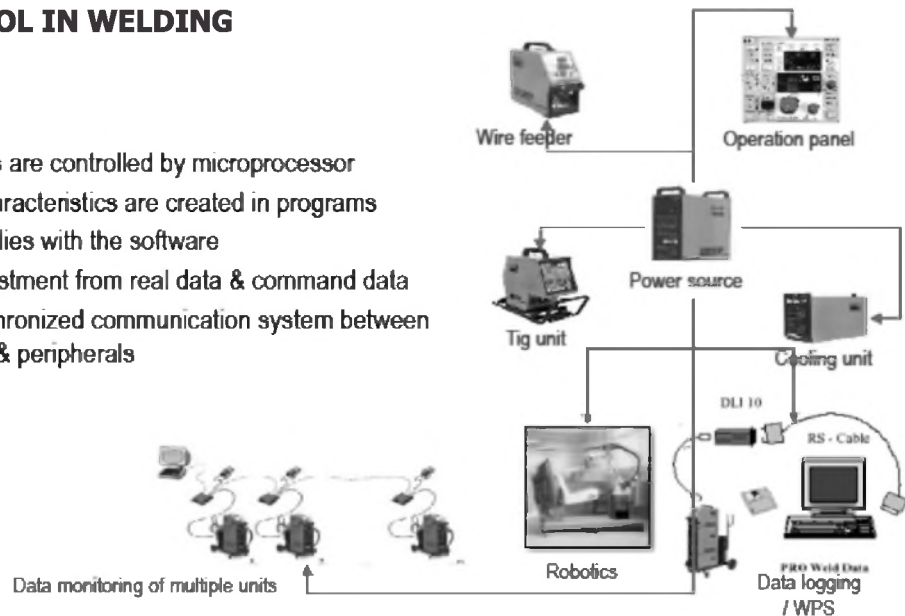 OL IN WELDING
s are controlled by microprocessor
aracteristics are created in programs
lies with the software
stment from real data & command data
hronized communication system between
& peripherals
Wire feeder
Operation panel
Power source
Tig unit
Cooling unit
DLI 10
RS - Cable
Robotics
PRO Weld Data
Data logging
/ WPS
Data monitoring of multiple units